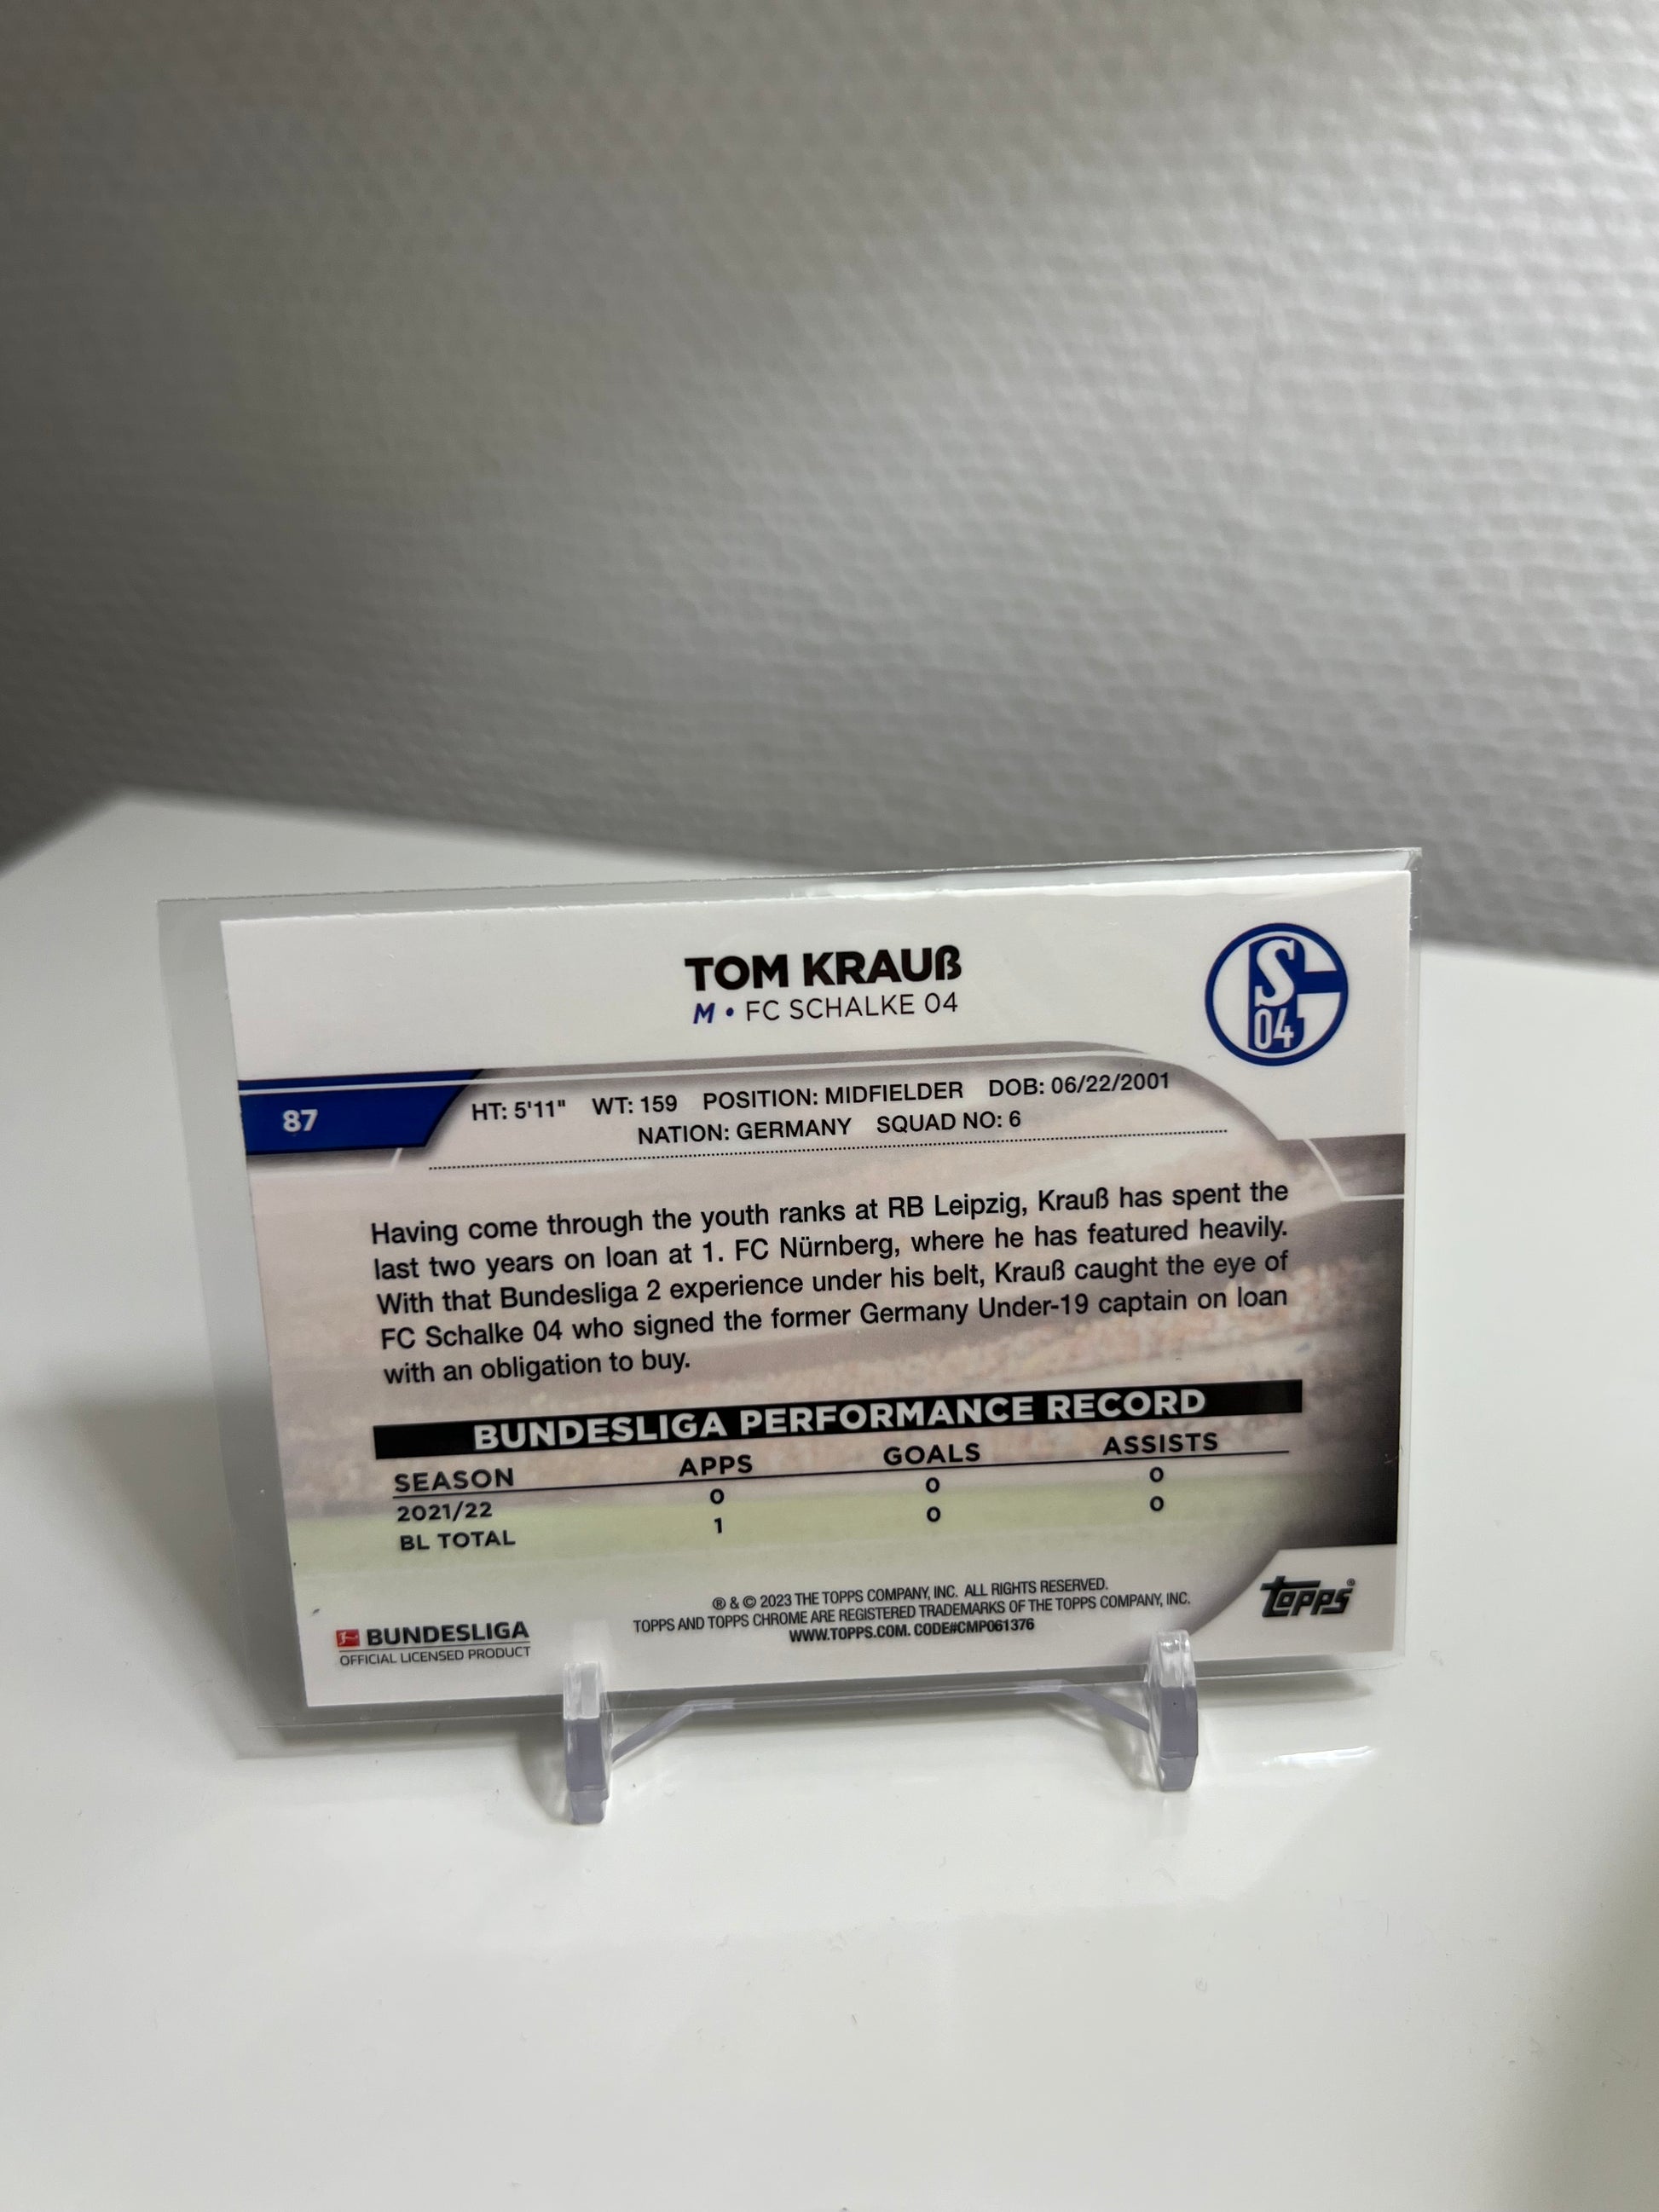 TOM KRAUß
M • FC SCHALKE 04
S
04
87
HT: 5'11" WT: 159 POSITION: MIDFIELDER DOB: 06/22/2001
NATION: GERMANY SQUAD NO: 6
Having come through the youth ranks at RB Leipzig, Krauß has spent the
last two years on loan at 1. FC Nürnberg, where he has featured heavily.
With that Bundesliga 2 experience under his belt, Krauß caught the eye of
FC Schalke 04 who signed the former Germany Under-19 captain on loan
with an obligation to buy.
BUNDESLIGA PERFORMANCE RECORD
SEASON APPS GOALS ASSISTS
2021/22 0 0 0
BL TOTAL 1 0 0
® & © 2023 THE TOPPS COMPANY, INC. ALL RIGHTS RESERVED.
TOPPS AND TOPPS CHROME ARE REGISTERED TRADEMARKS OF THE TOPPS COMPANY, INC.
WWW.TOPPS.COM. CODE#CMP061376
BUNDESLIGA
OFFICIAL LICENSED PRODUCT
topps®